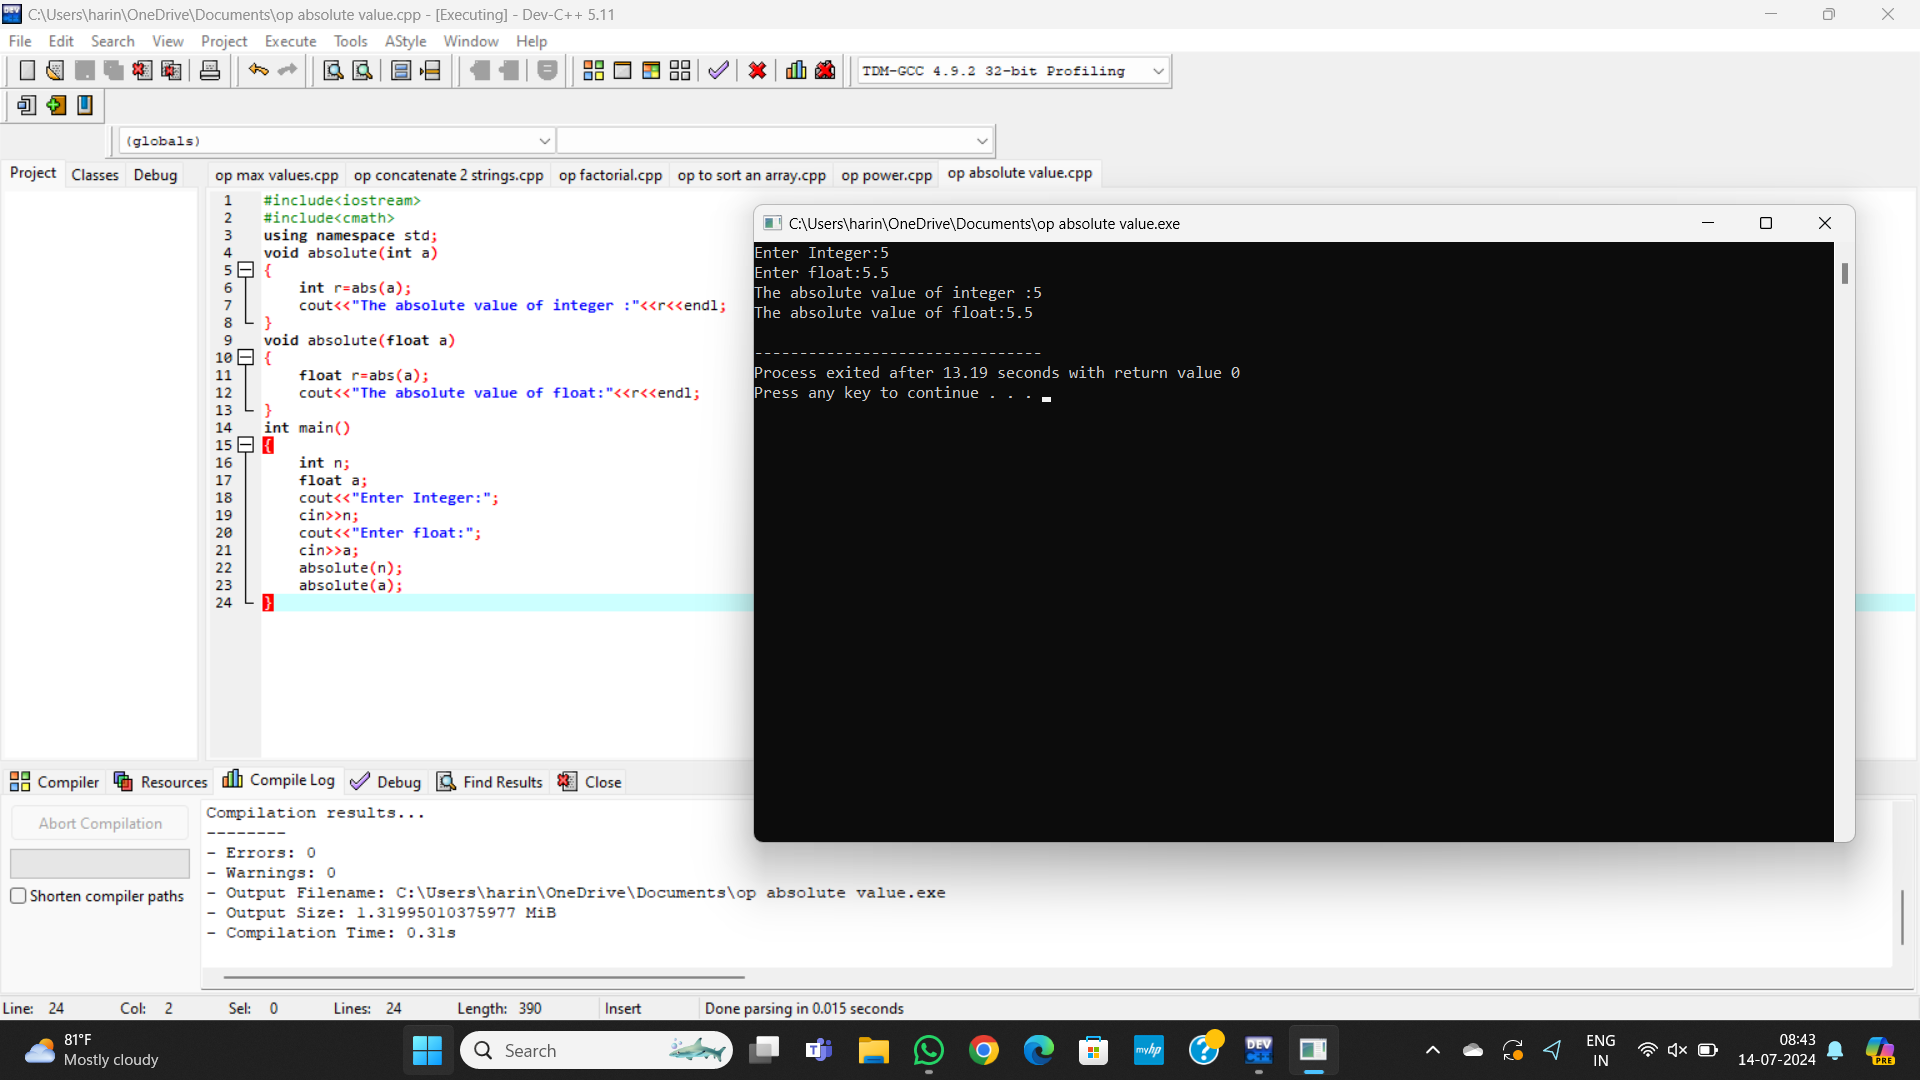 C:\Users\harin\OneDrive\Documents\op absolute value.cpp - [Executing] - Dev-C++ 5.11
File Edit Search View Project Execute Tools AStyle Window Help
TDM-GCC 4.9.2 32-bit Profiling
(globals)
Project Classes Debug
op max values.cpp op concatenate 2 strings.cpp op factorial.cpp op to sort an array.cpp op power.cpp op absolute value.cpp
1 #include<iostream>
2 #include<cmath>
3 using namespace std;
4 void absolute(int a)
5 {
6 int r=abs(a);
7 cout<<"The absolute value of integer :"<<r<<endl;
8 }
9 void absolute(float a)
10 {
11 float r=abs(a);
12 cout<<"The absolute value of float:"<<r<<endl;
13 }
14 int main()
15 {
16 int n;
17 float a;
18 cout<<"Enter Integer:";
19 cin>>n;
20 cout<<"Enter float:";
21 cin>>a;
22 absolute(n);
23 absolute(a);
24 }
C:\Users\harin\OneDrive\Documents\op absolute value.exe
Enter Integer:5
Enter float:5.5
The absolute value of integer :5
The absolute value of float:5.5
--------------------------------
Process exited after 13.19 seconds with return value 0
Press any key to continue . . .
Compiler Resources Compile Log Debug Find Results Close
Abort Compilation
Shorten compiler paths
Compilation results...
--------
- Errors: 0
- Warnings: 0
- Output Filename: C:\Users\harin\OneDrive\Documents\op absolute value.exe
- Output Size: 1.31995010375977 MiB
- Compilation Time: 0.31s
Line: 24 Col: 2 Sel: 0 Lines: 24 Length: 390 Insert Done parsing in 0.015 seconds
81°F
Mostly cloudy
Search
myhp
DEV
ENG
IN
08:43
14-07-2024
PRE